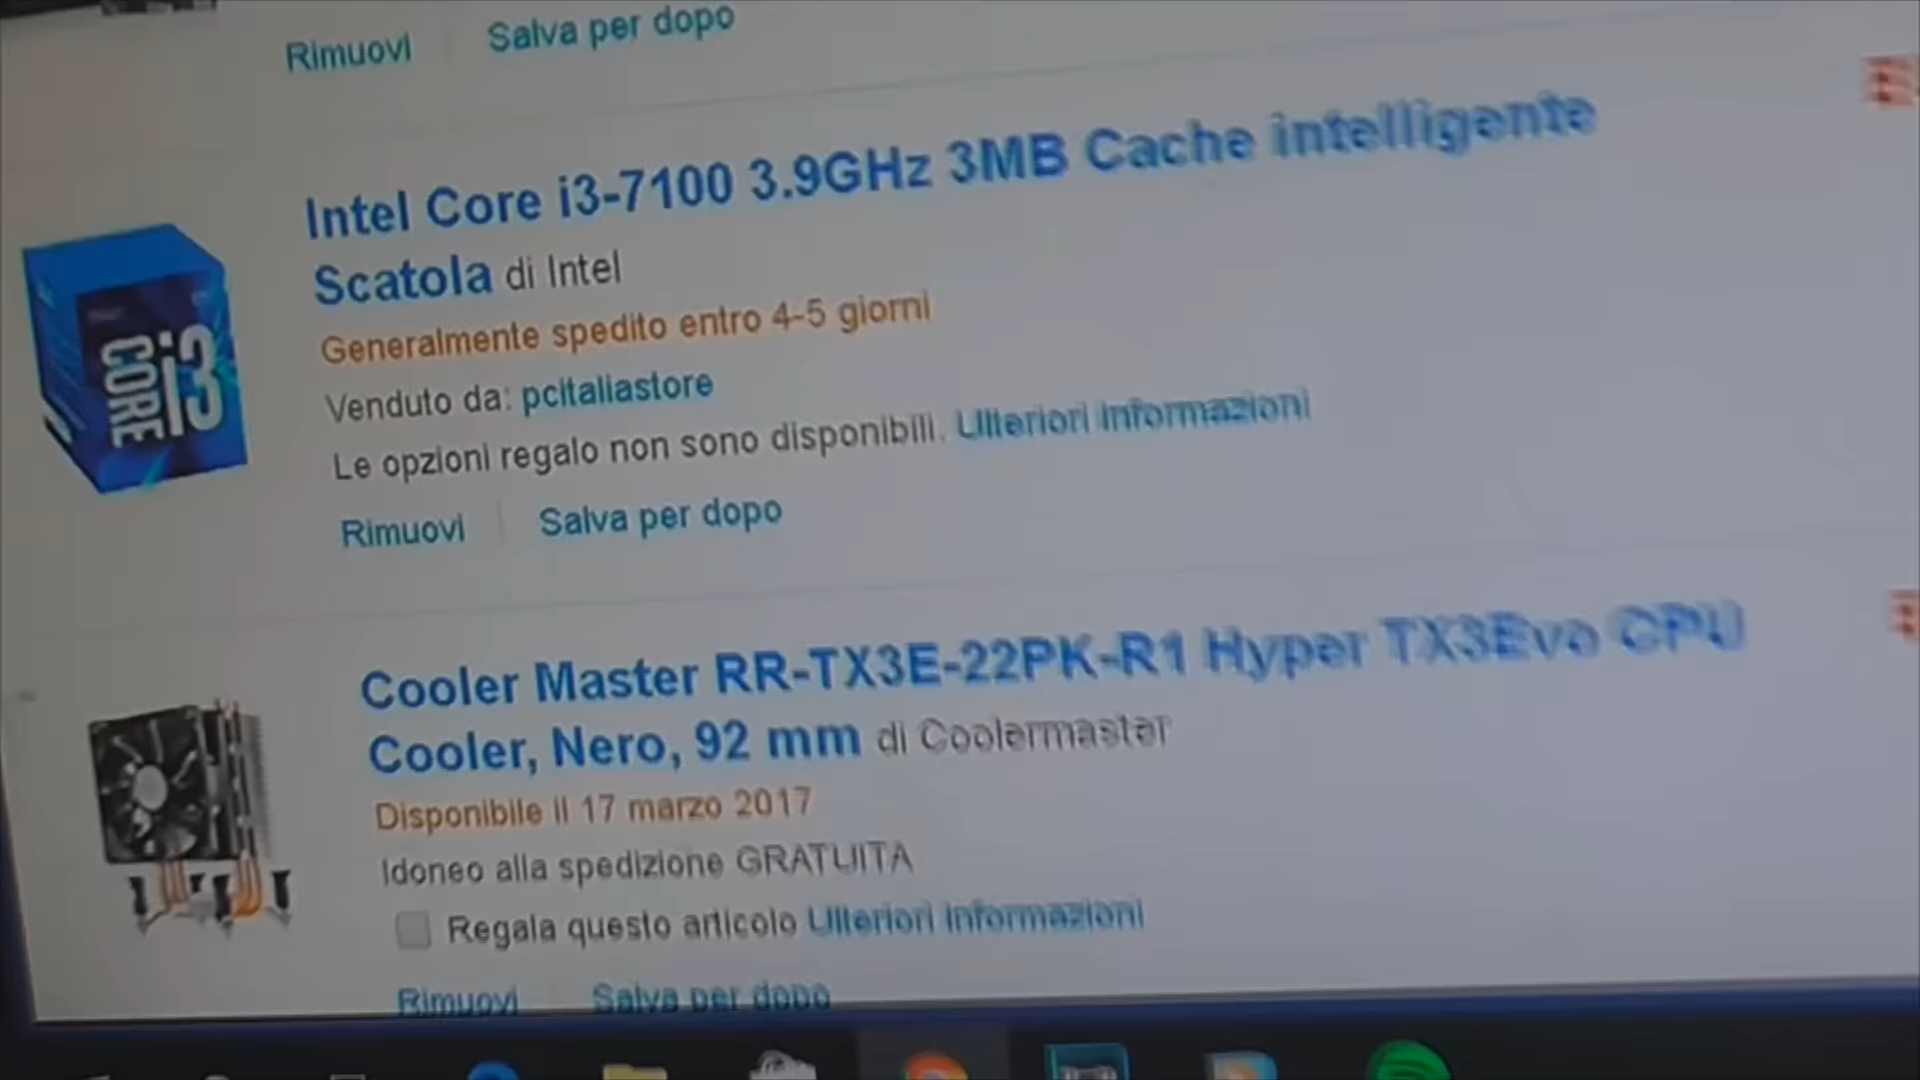 Rimuovi Salva per dopo
Intel Core i3-7100 3.9GHz 3MB Cache intelligente
Scatola di Intel
Generalmente spedito entro 4-5 giorni
Venduto da: pcitaliastore
Le opzioni regalo non sono disponibili. Ulteriori informazioni
Rimuovi Salva per dopo
CORE i3
Cooler Master RR-TX3E-22PK-R1 Hyper TX3Evo CPU
Cooler, Nero, 92 mm di Coolermaster
Disponibile il 17 marzo 2017
Idoneo alla spedizione GRATUITA
Regala questo articolo Ulteriori informazioni
Rimuovi Salva per dopo